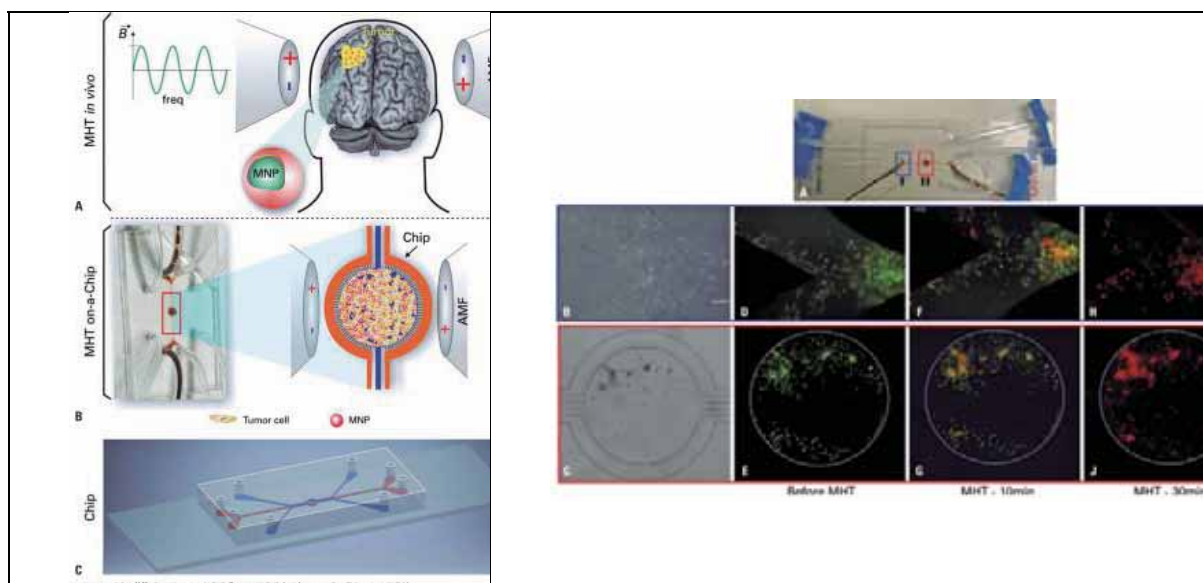 MHT in vivo
B
freq
Tumor
+
-
-
+
MNP
A
MHT on-a-Chip
Chip
+
-
-
+
AMF
B
Tumor cell
MNP
Chip
C
A
I
II
B
D
F
H
C
E
G
J
Before MHT
MHT - 10min
MHT - 30min